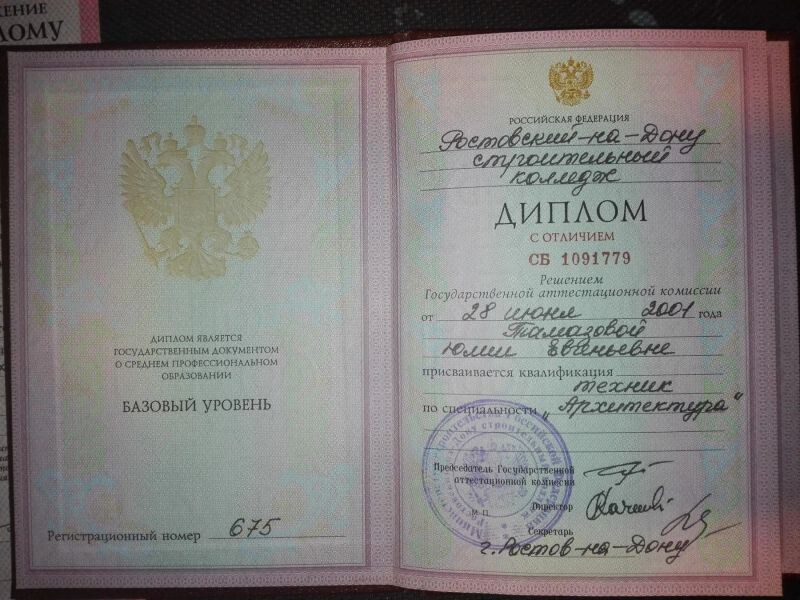 ЖЕНИЕ
ЛОМУ
ДИПЛОМ ЯВЛЯЕТСЯ
ГОСУДАРСТВЕННЫМ ДОКУМЕНТОМ
О СРЕДНЕМ ПРОФЕССИОНАЛЬНОМ
ОБРАЗОВАНИИ
БАЗОВЫЙ УРОВЕНЬ
Регистрационный номер 675
РОССИЙСКАЯ ФЕДЕРАЦИЯ
Ростовский-на-Дону
строительный
колледж
ДИПЛОМ
С ОТЛИЧИЕМ
СБ 1091779
Решением
Государственной аттестационной комиссии
от 28 июня 2001 года
Тамазовой
Юлии Евгеньевне
присваивается квалификация
техник
по специальности „Архитектура"
Председатель Государственной
аттестационной комиссии
М П Директор
Секретарь
г. Ростов-на-Дону